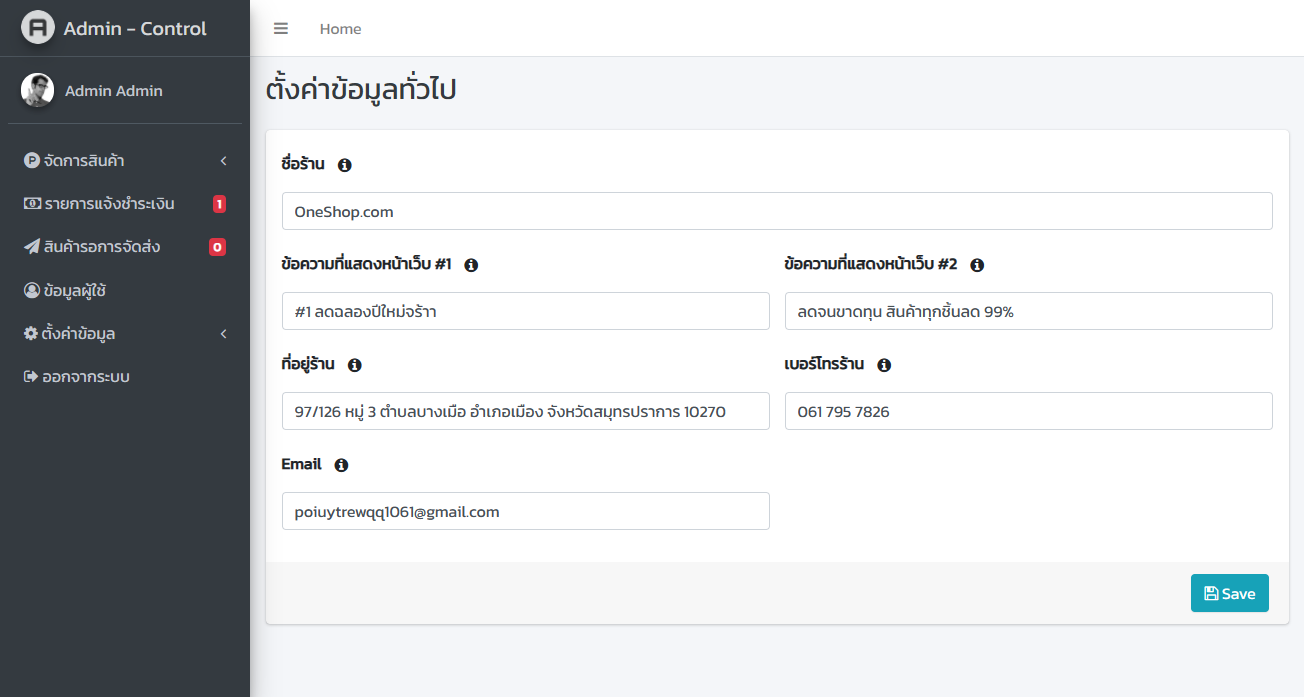 Admin - Control
Home
Admin Admin
จัดการสินค้า
รายการแจ้งชำระเงิน 1
สินค้ารอการจัดส่ง 0
ข้อมูลผู้ใช้
ตั้งค่าข้อมูล
ออกจากระบบ
ตั้งค่าข้อมูลทั่วไป
ชื่อร้าน
OneShop.com
ข้อความที่แสดงหน้าเว็บ #1
ข้อความที่แสดงหน้าเว็บ #2
#1 ลดฉลองปีใหม่จร้าา
ลดจนขาดทุน สินค้าทุกชิ้นลด 99%
ที่อยู่ร้าน
เบอร์โทรร้าน
97/126 หมู่ 3 ตำบลบางเมือ อำเภอเมือง จังหวัดสมุทรปราการ 10270
061 795 7826
Email
poiuytrewqq1061@gmail.com
Save